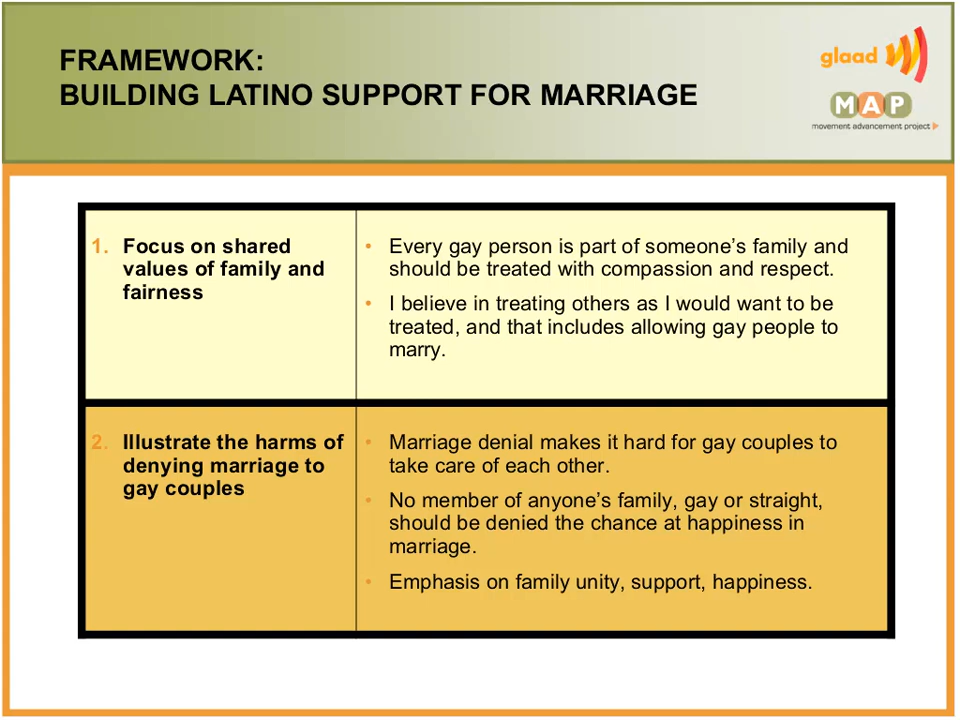 FRAMEWORK:
BUILDING LATINO SUPPORT FOR MARRIAGE
glaad
MAP
movement advancement project
1. Focus on shared
values of family and
fairness
• Every gay person is part of someone’s family and
should be treated with compassion and respect.
• I believe in treating others as I would want to be
treated, and that includes allowing gay people to
marry.
2. Illustrate the harms of
denying marriage to
gay couples
• Marriage denial makes it hard for gay couples to
take care of each other.
• No member of anyone’s family, gay or straight,
should be denied the chance at happiness in
marriage.
• Emphasis on family unity, support, happiness.